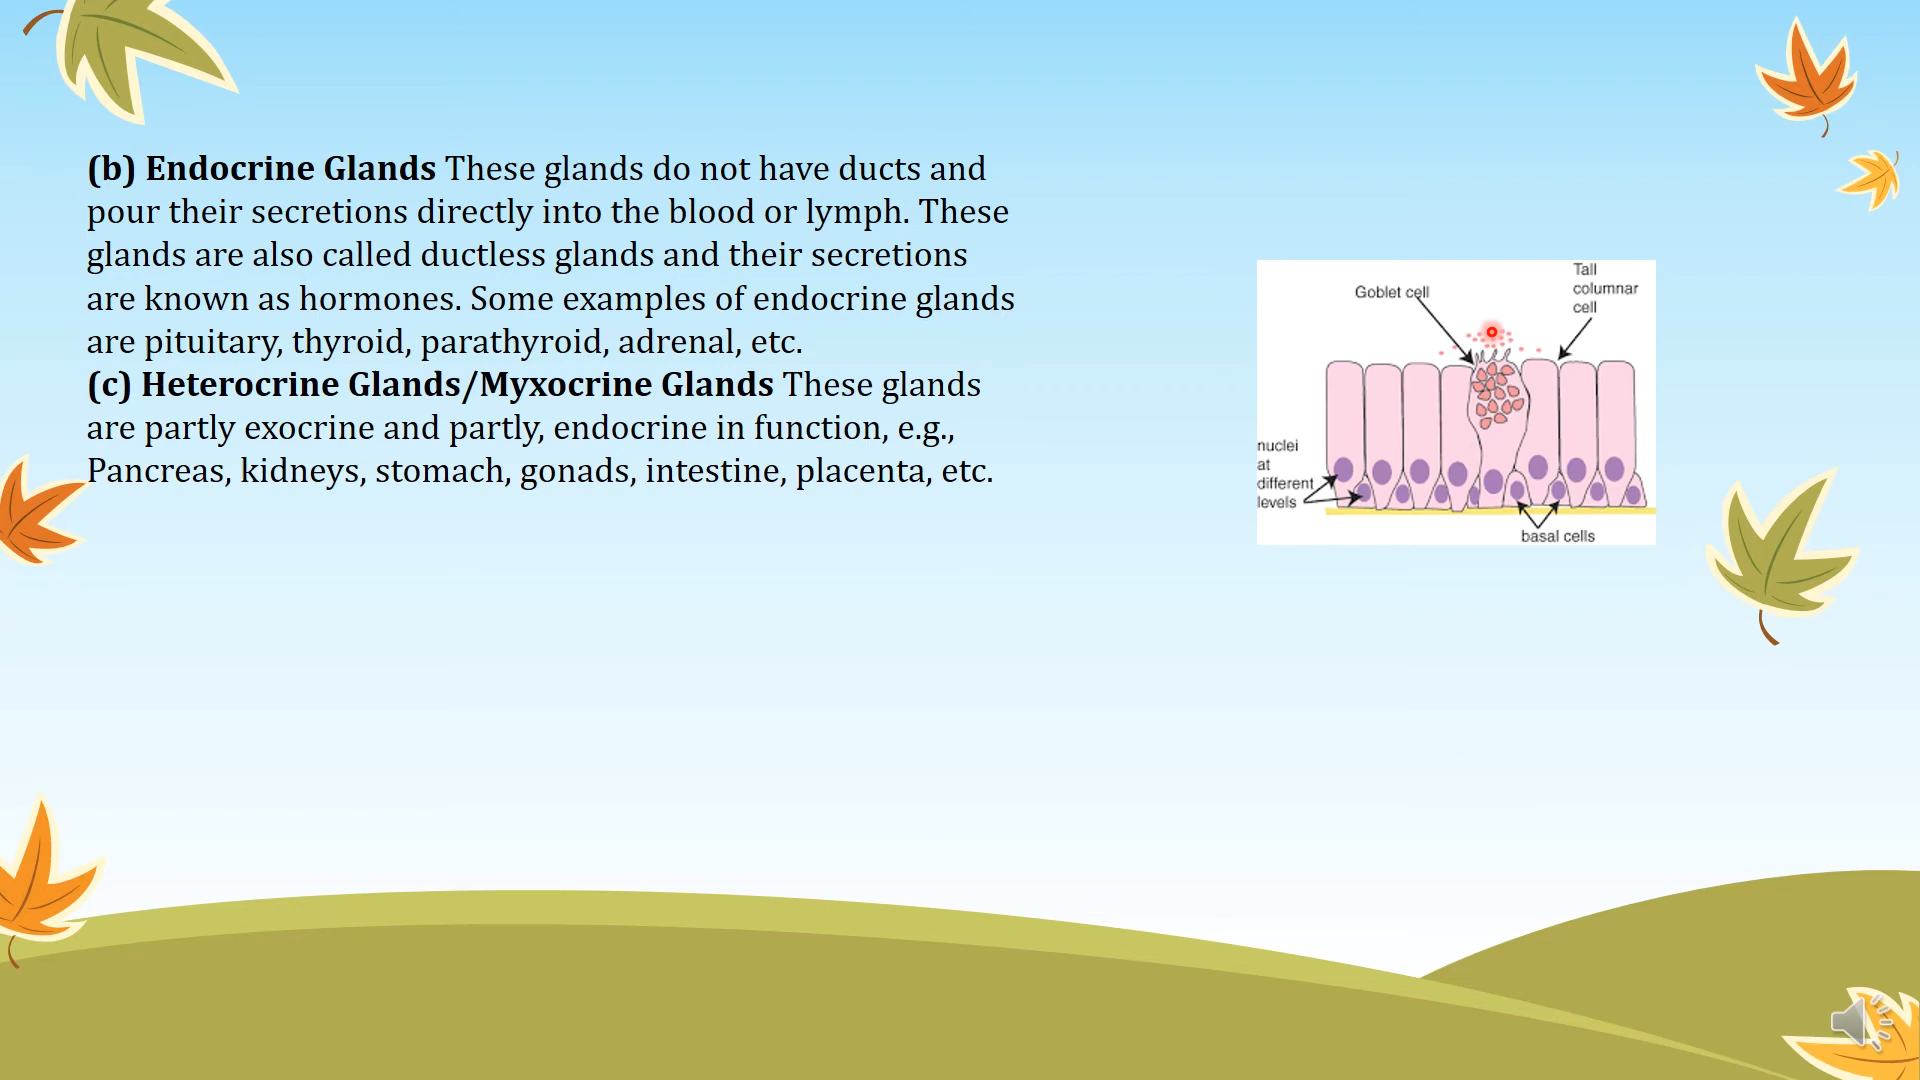 (b) Endocrine Glands These glands do not have ducts and
pour their secretions directly into the blood or lymph. These
glands are also called ductless glands and their secretions
are known as hormones. Some examples of endocrine glands
are pituitary, thyroid, parathyroid, adrenal, etc.
(c) Heterocrine Glands/Myxocrine Glands These glands
are partly exocrine and partly, endocrine in function, e.g.,
Pancreas, kidneys, stomach, gonads, intestine, placenta, etc.
Goblet cell
Tall
columnar
cell
nuclei
at
different
levels
basal cells